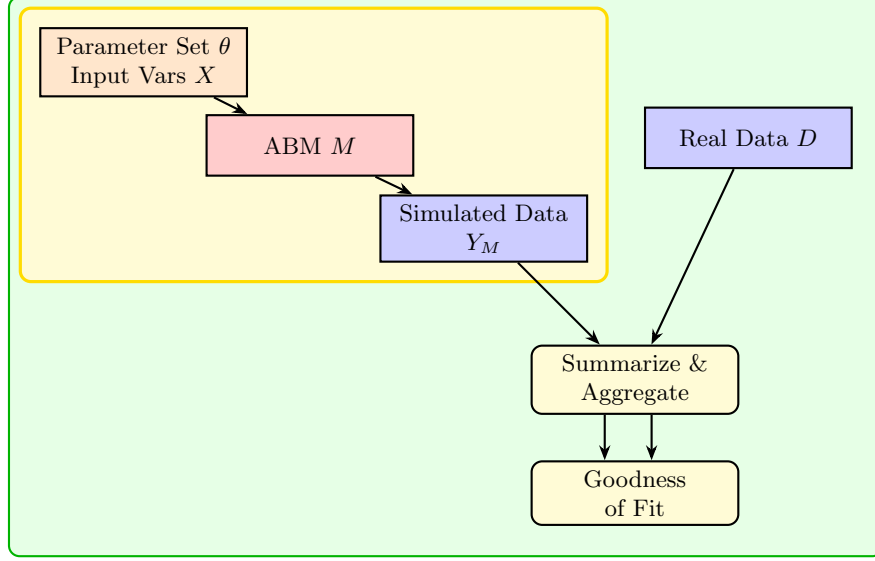 Parameter Set θ
Input Vars X
ABM M
Real Data D
Simulated Data
Y_M
Summarize &
Aggregate
Goodness
of Fit